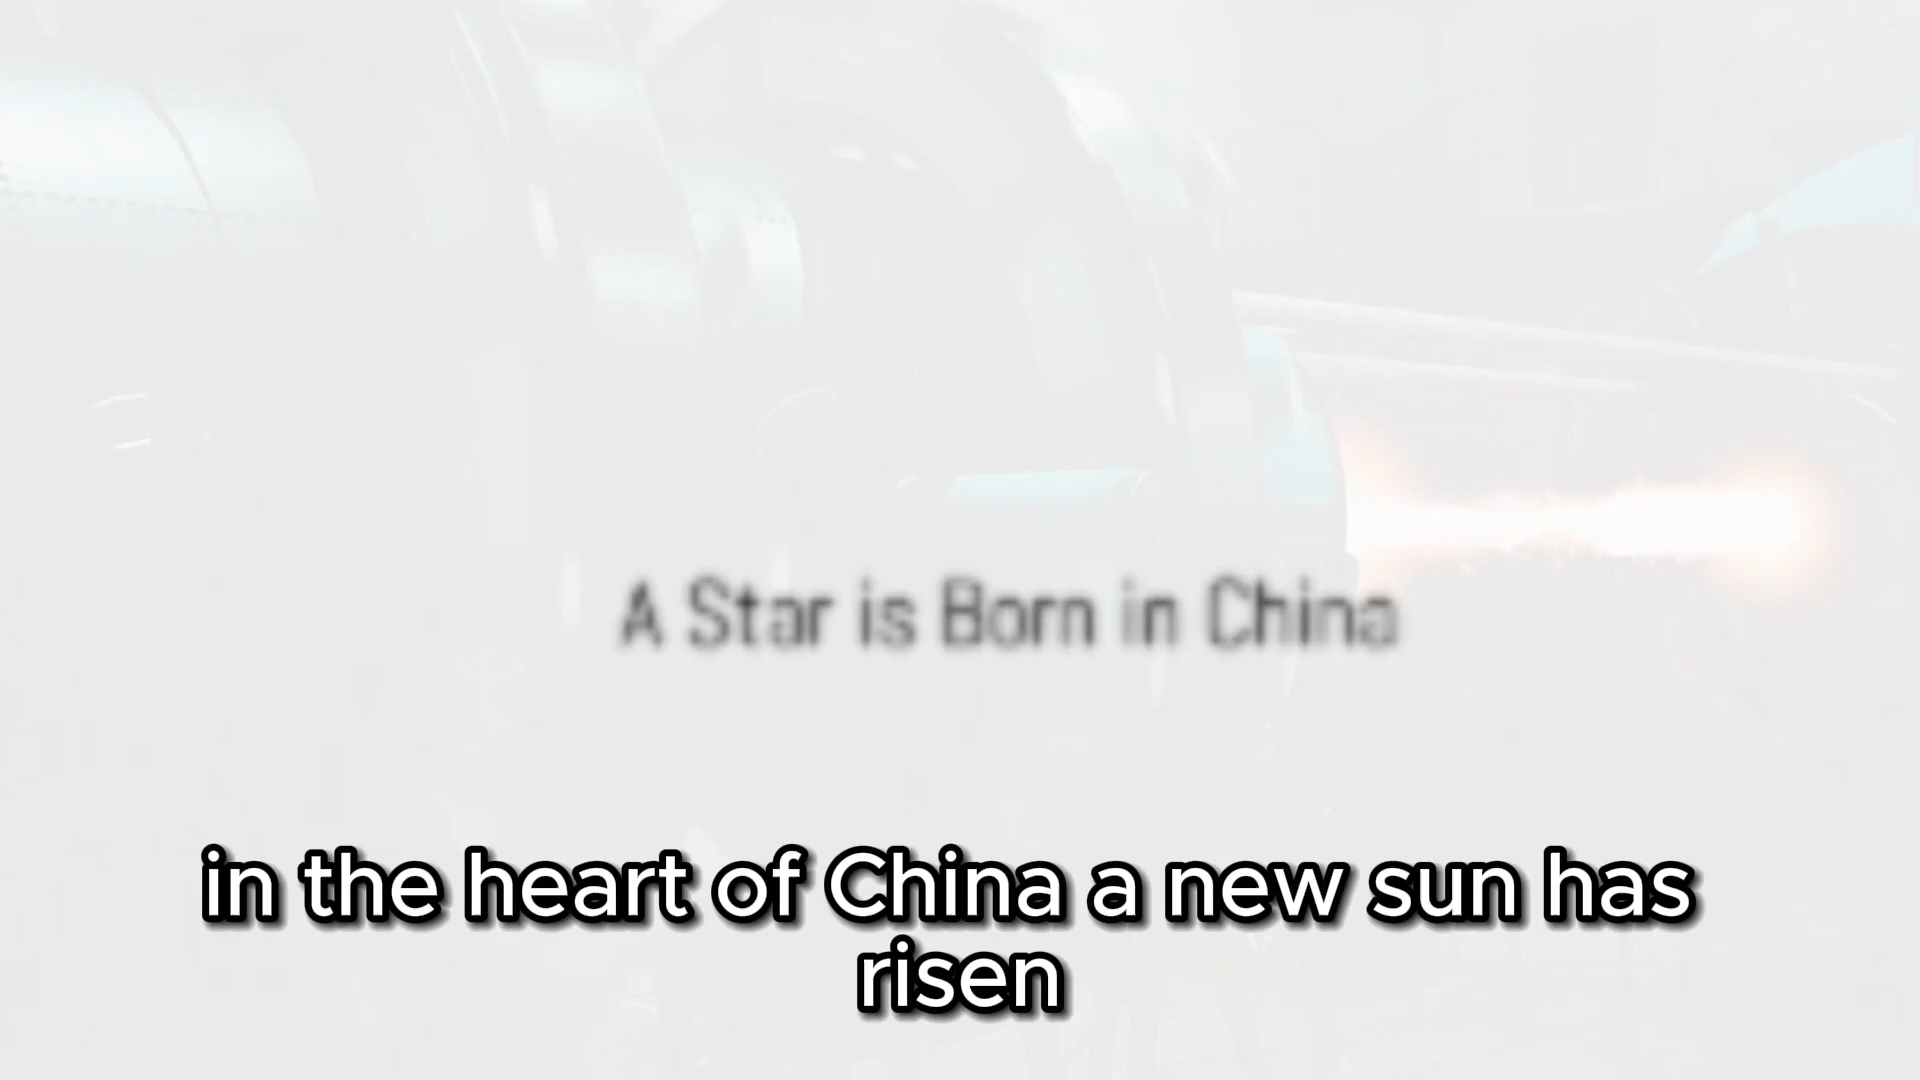 A Star is Born in China
in the heart of China a new sun has
risen